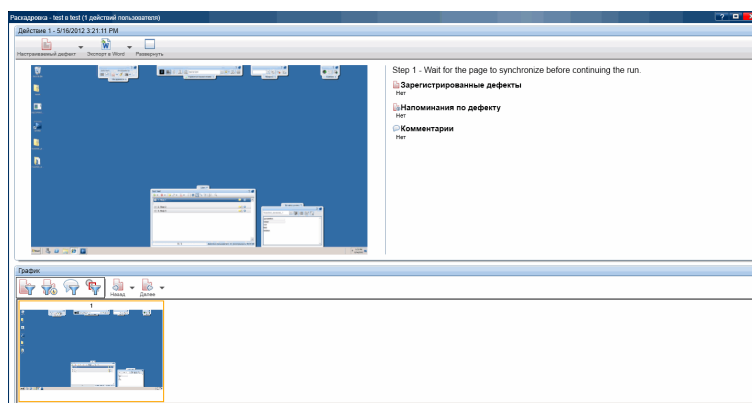 Раскадровка - test в test (1 действий пользователя)
Действие 1 - 5/16/2012 3:21:11 PM
Настраиваемый дефект
Экспорт в Word
Развернуть
Step 1 - Wait for the page to synchronize before continuing the run.
Зарегистрированные дефекты
Нет
Напоминания по дефекту
Нет
Комментарии
Нет
График
Назад
Далее
1